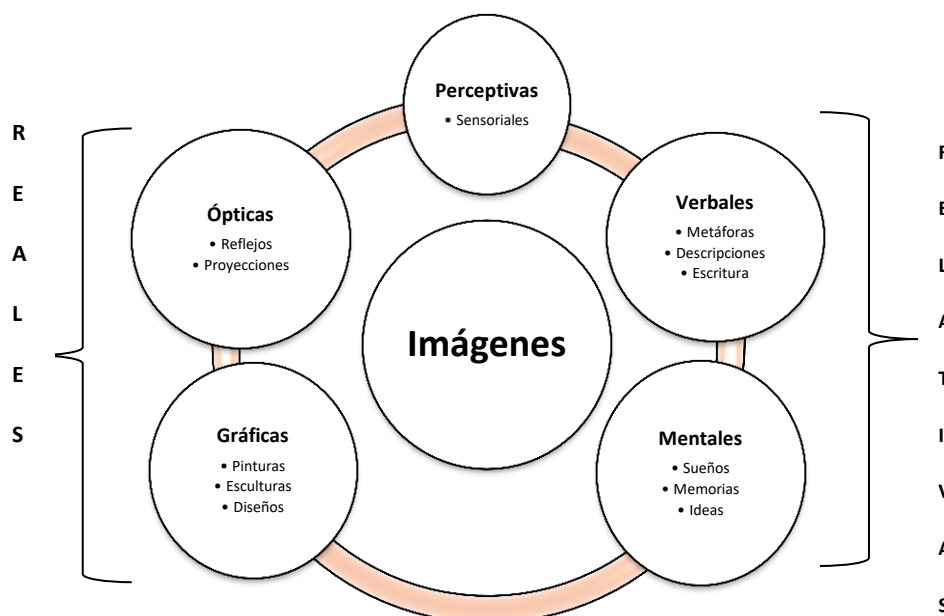 Perceptivas
• Sensoriales
R
E
A
L
E
S
Ópticas
• Reflejos
• Proyecciones
Verbales
• Metáforas
• Descripciones
• Escritura
Imágenes
Gráficas
• Pinturas
• Esculturas
• Diseños
Mentales
• Sueños
• Memorias
• Ideas
R
E
L
A
T
I
V
A
S